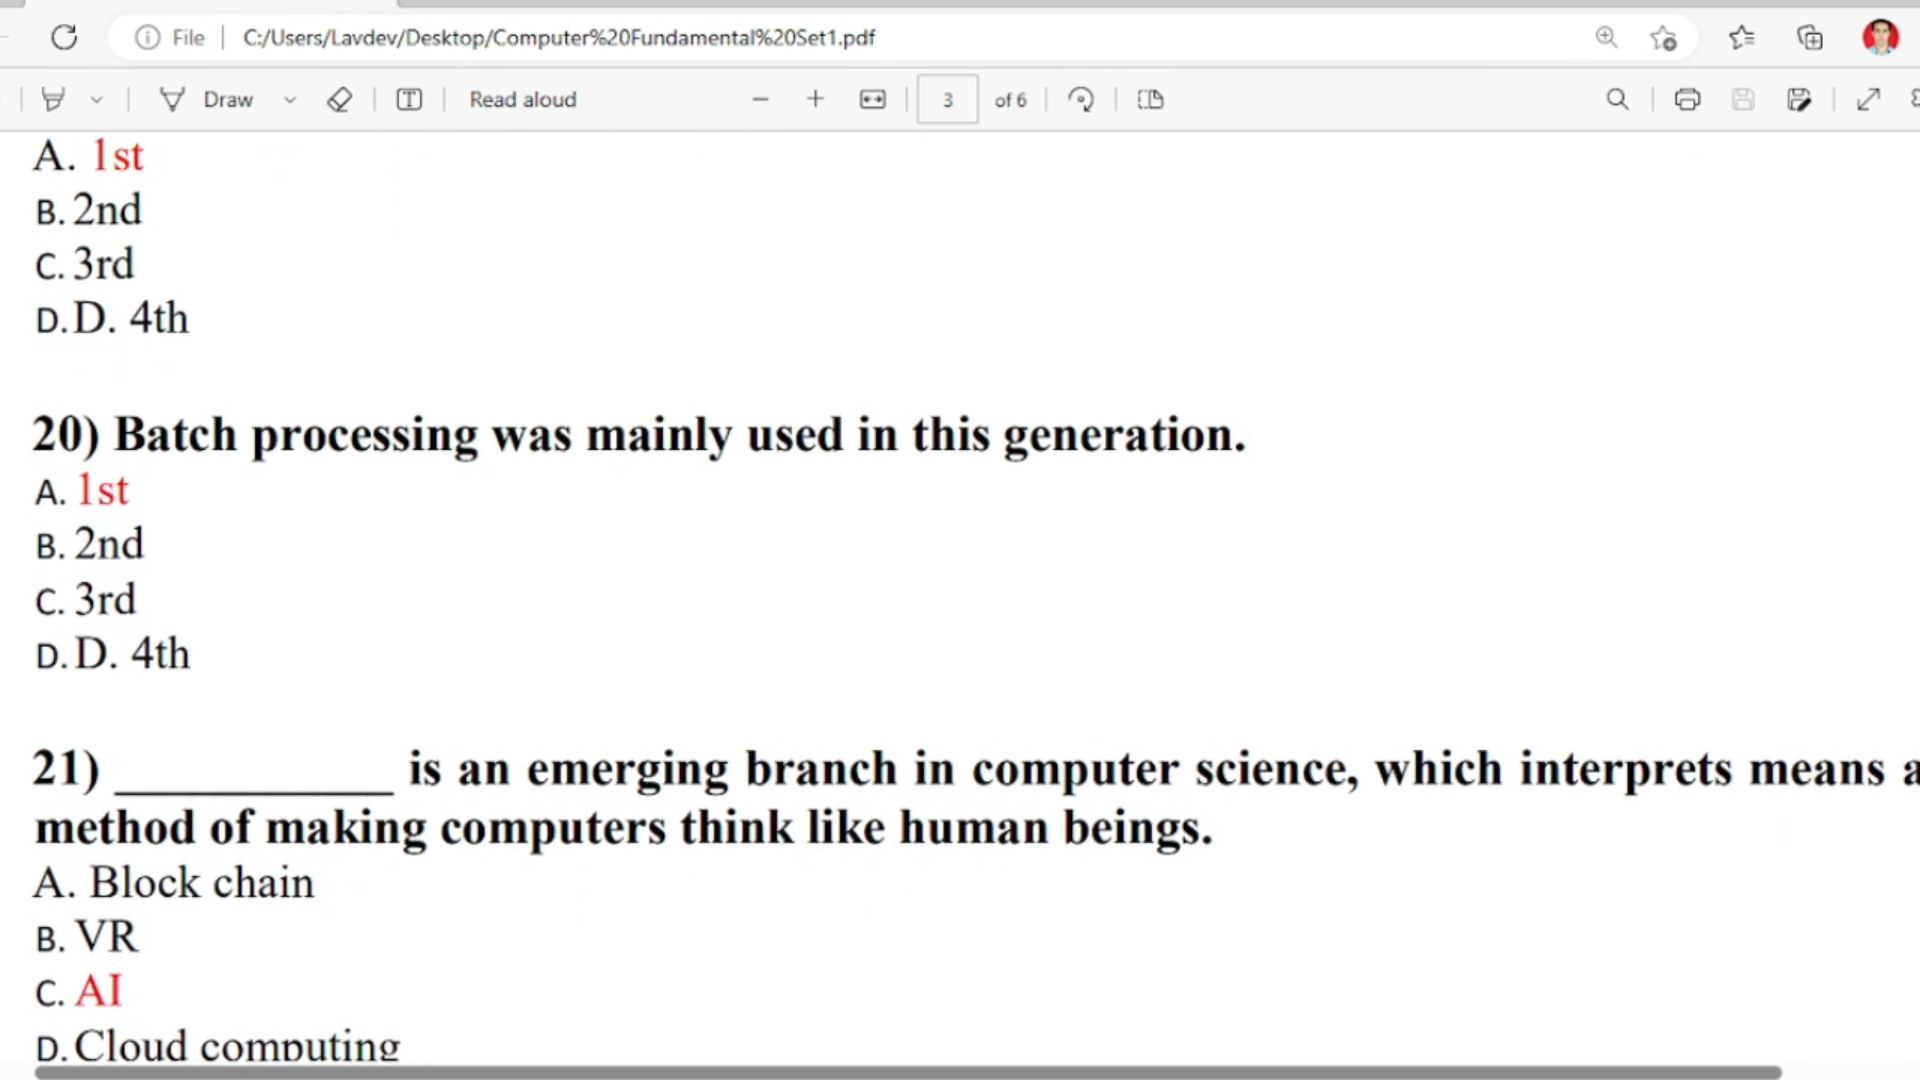 File C:/Users/Lavdev/Desktop/Computer%20Fundamental%20Set1.pdf
Draw Read aloud 3 of 6
A. 1st
B. 2nd
C. 3rd
D. D. 4th
20) Batch processing was mainly used in this generation.
A. 1st
B. 2nd
C. 3rd
D. D. 4th
21) ____________ is an emerging branch in computer science, which interprets means a
method of making computers think like human beings.
A. Block chain
B. VR
C. AI
D. Cloud computing